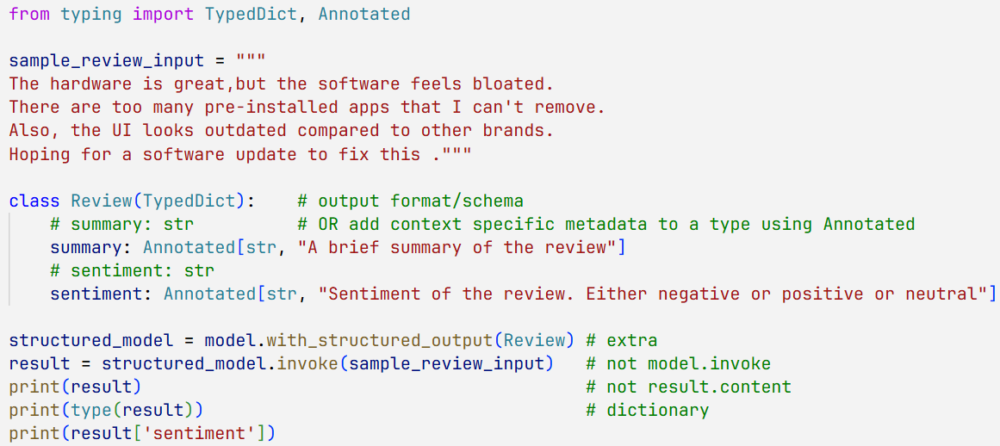 from typing import TypedDict, Annotated

sample_review_input = """
The hardware is great,but the software feels bloated.
There are too many pre-installed apps that I can't remove.
Also, the UI looks outdated compared to other brands.
Hoping for a software update to fix this ."""

class Review(TypedDict):    # output format/schema
    # summary: str          # OR add context specific metadata to a type using Annotated
    summary: Annotated[str, "A brief summary of the review"]
    # sentiment: str
    sentiment: Annotated[str, "Sentiment of the review. Either negative or positive or neutral"]

structured_model = model.with_structured_output(Review) # extra
result = structured_model.invoke(sample_review_input)   # not model.invoke
print(result)                                           # not result.content
print(type(result))                                     # dictionary
print(result['sentiment'])